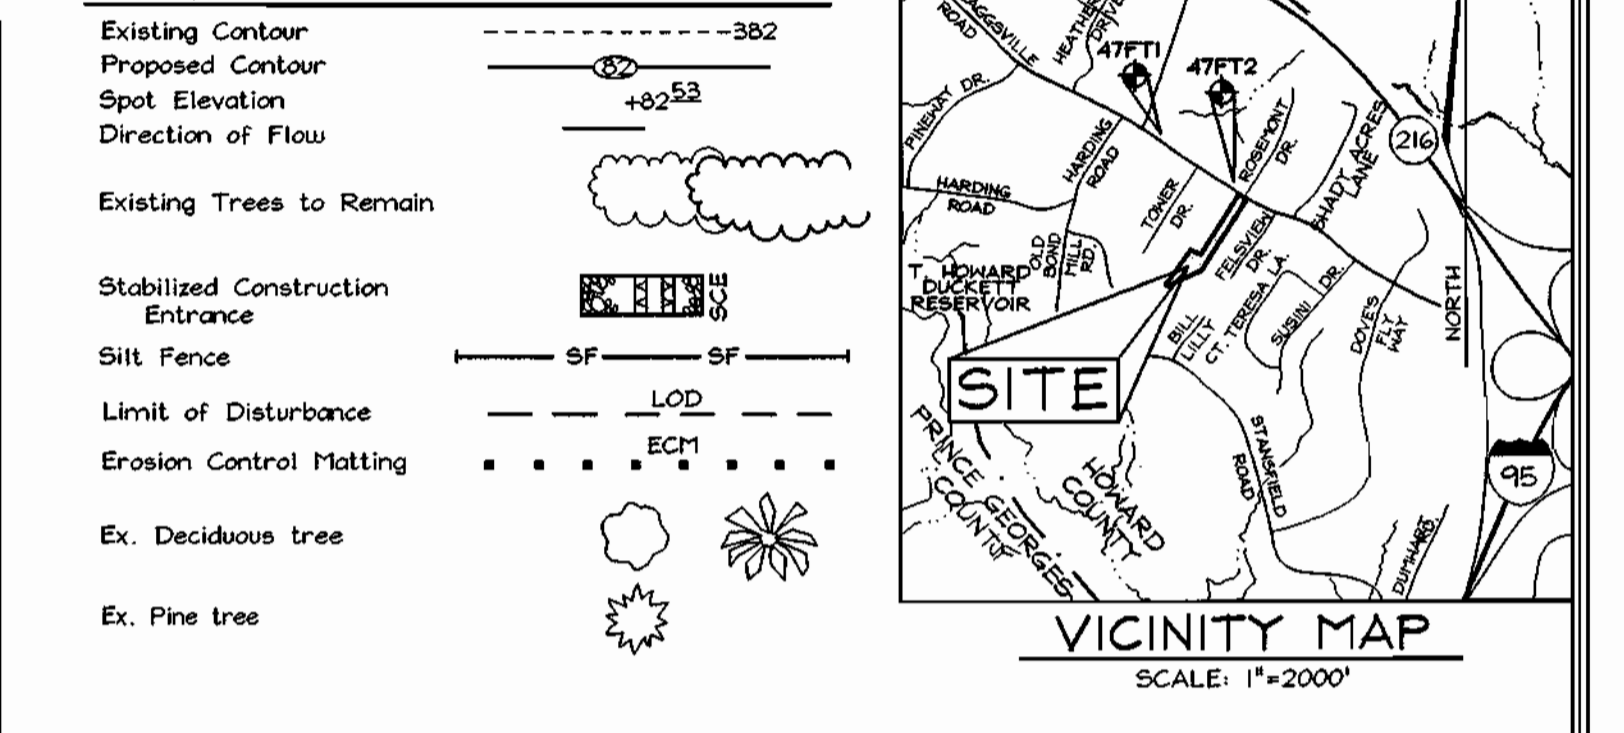 Existing Contour
382
Proposed Contour
82
Spot Elevation
+82 53
Direction of Flow
Existing Trees to Remain
Stabilized Construction
Entrance
SCE
Silt Fence
SF SF
Limit of Disturbance
LOD
Erosion Control Matting
ECM
Ex. Deciduous tree
Ex. Pine tree
ROAD
DRIVE
47FT1
47FT2
PINEWAY DR.
HARDING
ROAD
ROSEMONT
DR.
SHADY ACRES
LANE
216
HARDING
ROAD
TOWER
DR.
OLD
BOND
MILL
RD.
FELSVIEW
DR.
T. HOWARD
DUCKETT
RESERVOIR
TERESA LA.
SUSINI DR.
BILL
LILLY
CT.
DOVE'S
FLY
WAY
NORTH
SITE
PRINCE GEORGES
COUNTY
HOWARD
COUNTY
STANSFIELD
ROAD
95
DUMHART
RD.
VICINITY MAP
SCALE: 1"=2000'